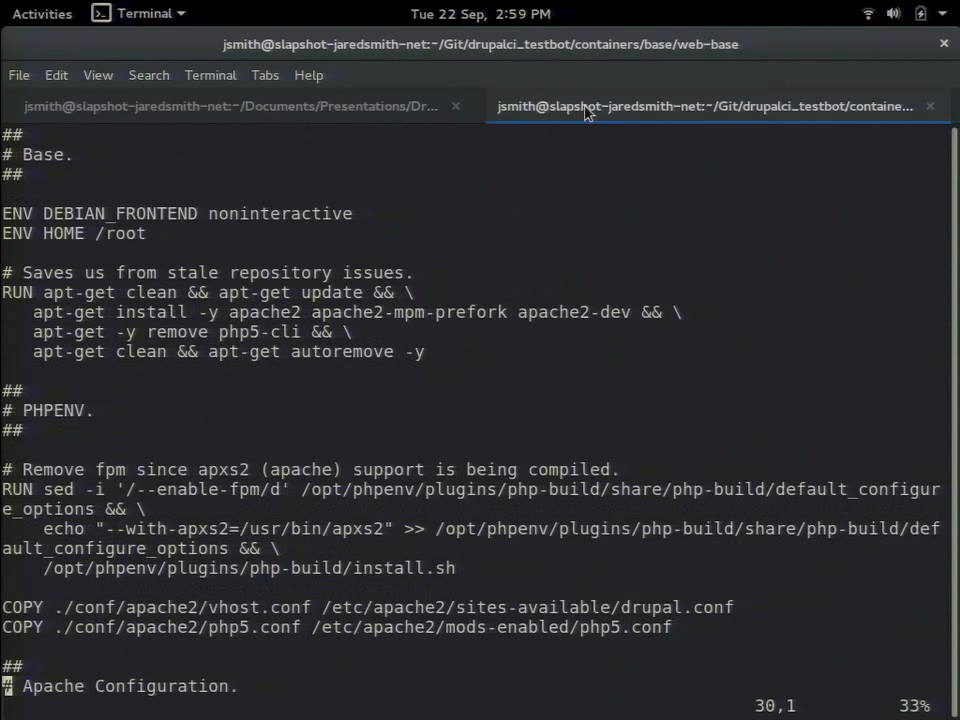 Activities Terminal Tue 22 Sep, 2:59 PM
jsmith@slapshot-jaredsmith-net:~/Git/drupalci_testbot/containers/base/web-base
File Edit View Search Terminal Tabs Help
jsmith@slapshot-jaredsmith-net:~/Documents/Presentations/Dr... jsmith@slapshot-jaredsmith-net:~/Git/drupalci_testbot/containe...
##
# Base.
##
ENV DEBIAN_FRONTEND noninteractive
ENV HOME /root
# Saves us from stale repository issues.
RUN apt-get clean && apt-get update && \
apt-get install -y apache2 apache2-mpm-prefork apache2-dev && \
apt-get -y remove php5-cli && \
apt-get clean && apt-get autoremove -y
##
# PHPENV.
##
# Remove fpm since apxs2 (apache) support is being compiled.
RUN sed -i '/--enable-fpm/d' /opt/phpenv/plugins/php-build/share/php-build/default_configur
e_options && \
echo "--with-apxs2=/usr/bin/apxs2" >> /opt/phpenv/plugins/php-build/share/php-build/def
ault_configure_options && \
/opt/phpenv/plugins/php-build/install.sh
COPY ./conf/apache2/vhost.conf /etc/apache2/sites-available/drupal.conf
COPY ./conf/apache2/php5.conf /etc/apache2/mods-enabled/php5.conf
##
# Apache Configuration.
30,1 33%